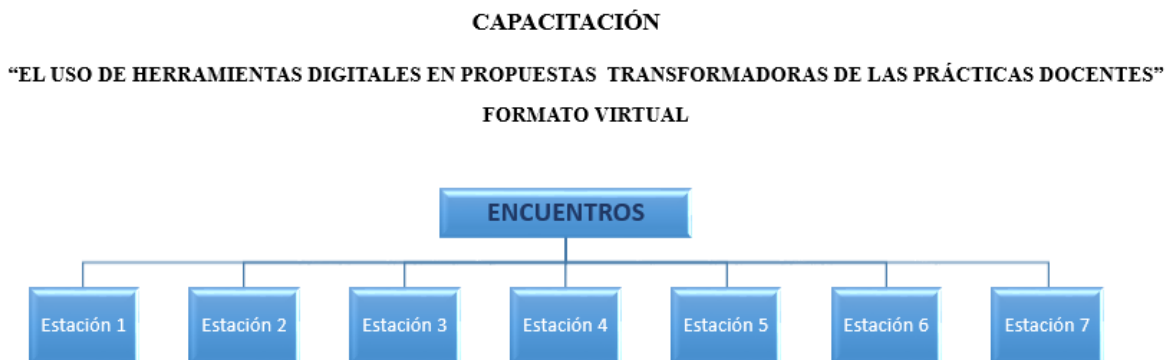 CAPACITACIÓN
“EL USO DE HERRAMIENTAS DIGITALES EN PROPUESTAS TRANSFORMADORAS DE LAS PRÁCTICAS DOCENTES”
FORMATO VIRTUAL
ENCUENTROS
Estación 1
Estación 2
Estación 3
Estación 4
Estación 5
Estación 6
Estación 7